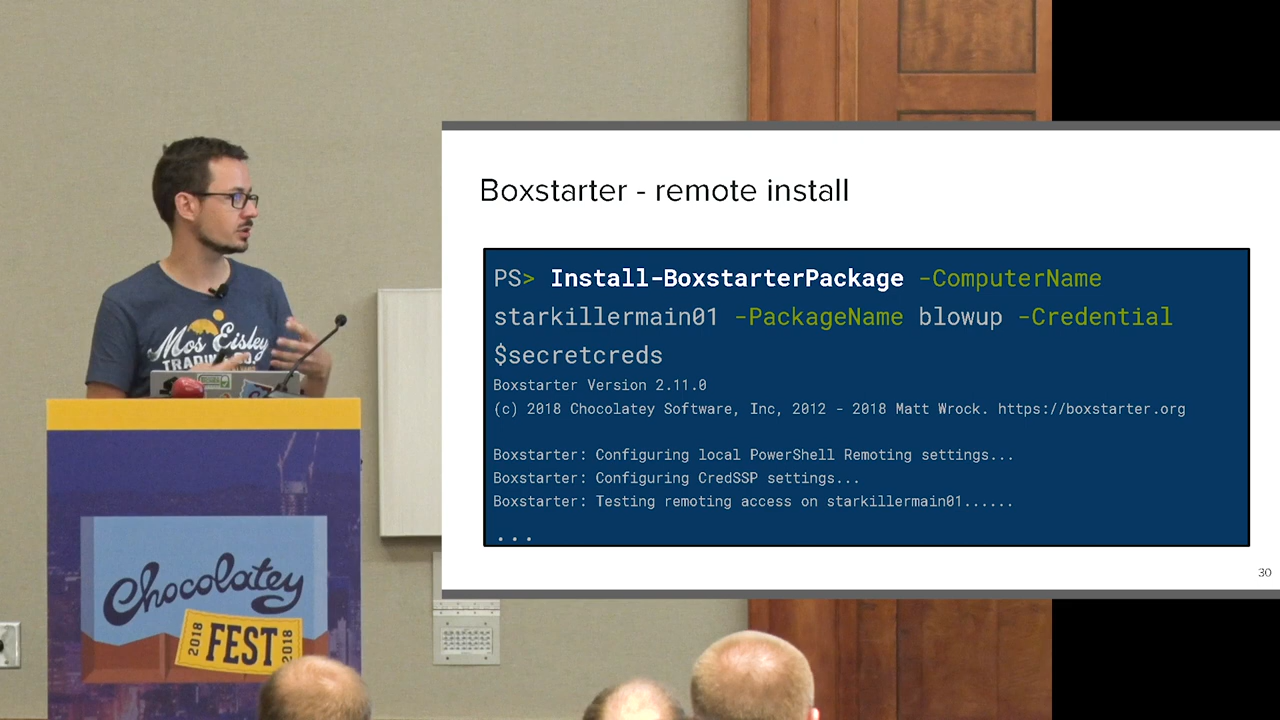 Boxstarter - remote install
PS> Install-BoxstarterPackage -ComputerName
starkillermain01 -PackageName blowup -Credential
$secretcreds
Boxstarter Version 2.11.0
(c) 2018 Chocolatey Software, Inc, 2012 - 2018 Matt Wrock. https://boxstarter.org
Boxstarter: Configuring local PowerShell Remoting settings...
Boxstarter: Configuring CredSSP settings...
Boxstarter: Testing remoting access on starkillermain01......
...
30
Mos Eisley
TRADING CO.
Chocolatey
2018 FEST 2018